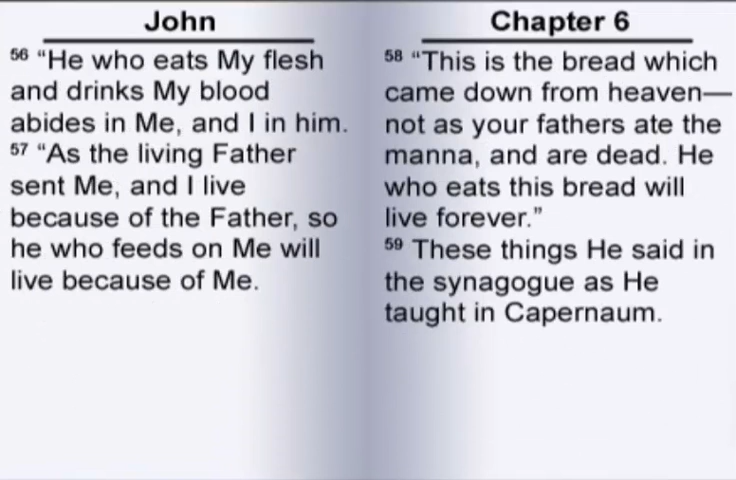 John
56 “He who eats My flesh
and drinks My blood
abides in Me, and I in him.
57 “As the living Father
sent Me, and I live
because of the Father, so
he who feeds on Me will
live because of Me.
Chapter 6
58 “This is the bread which
came down from heaven—
not as your fathers ate the
manna, and are dead. He
who eats this bread will
live forever.”
59 These things He said in
the synagogue as He
taught in Capernaum.